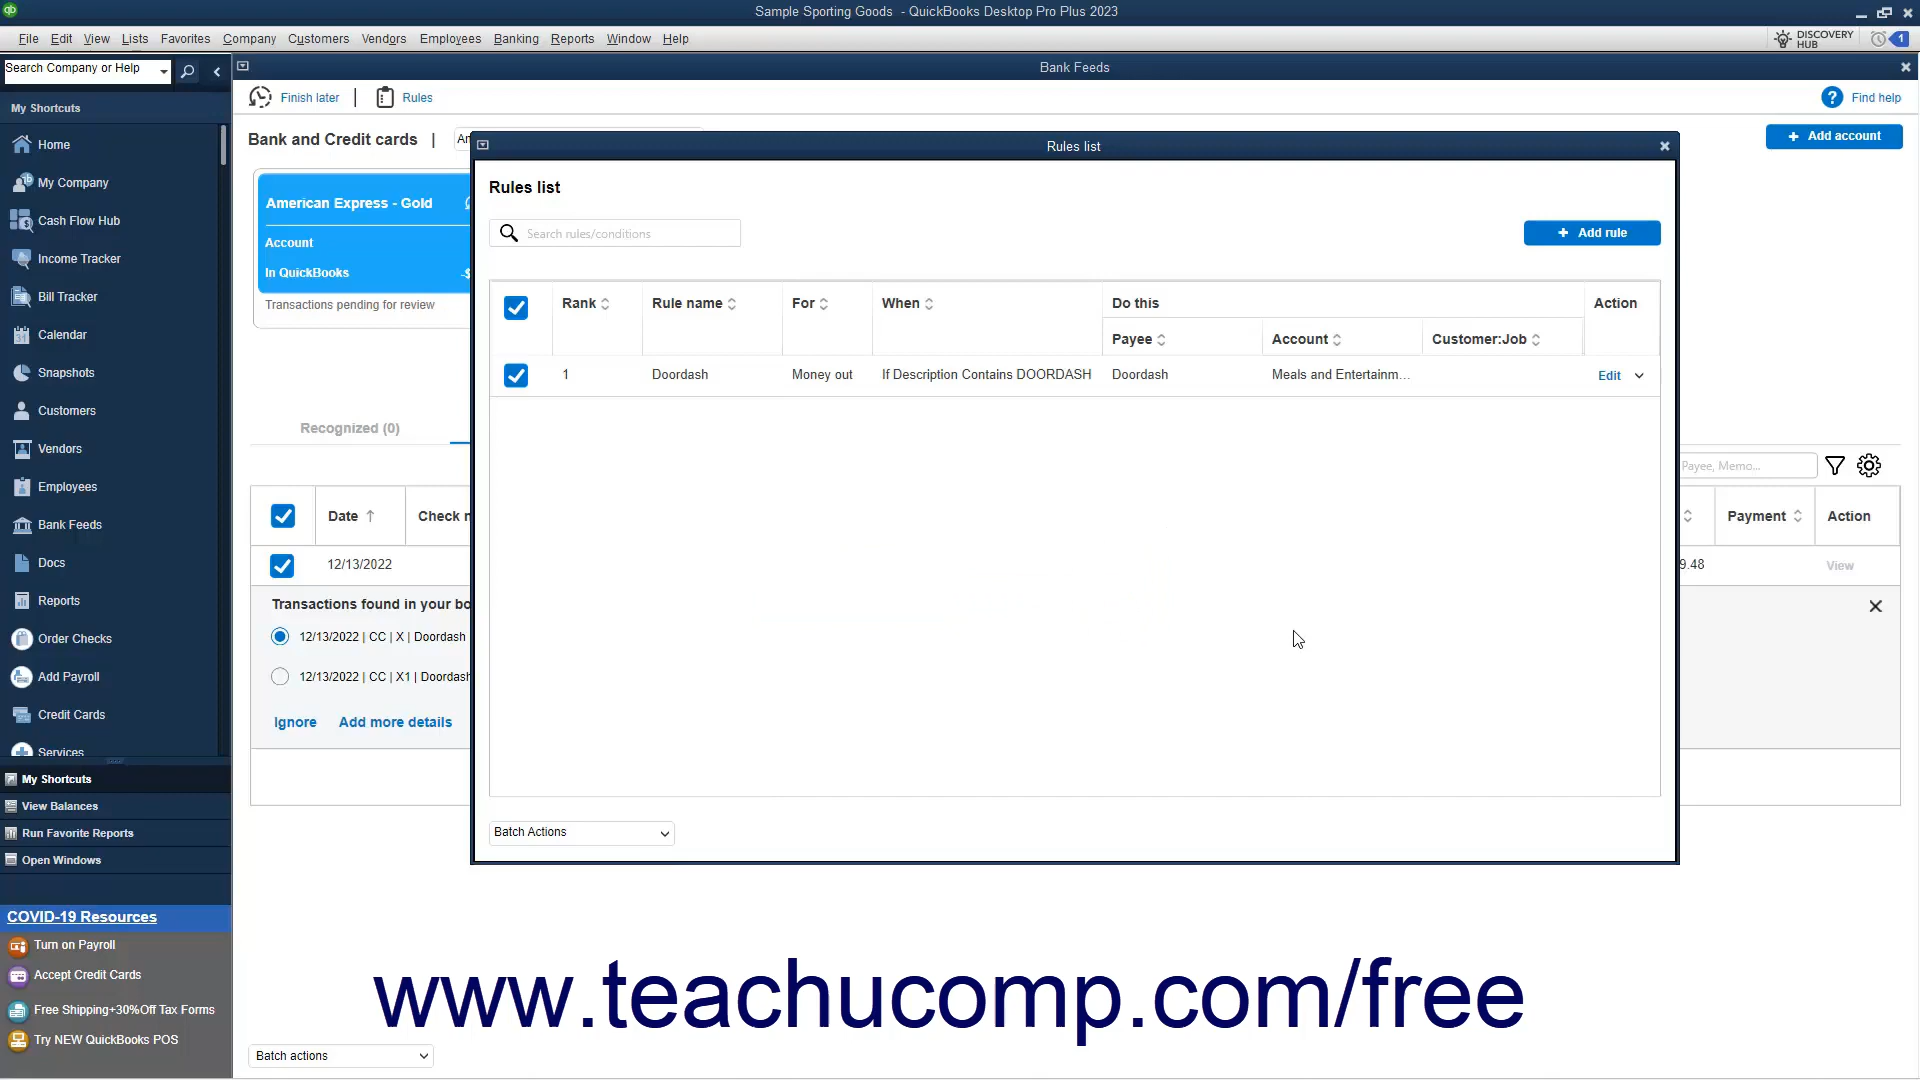 Sample Sporting Goods - QuickBooks Desktop Pro Plus 2023
File Edit View Lists Favorites Company Customers Vendors Employees Banking Reports Window Help
DISCOVERY HUB 1
Search Company or Help
Bank Feeds
Finish later | Rules
Find help
My Shortcuts
Home
My Company
Cash Flow Hub
Income Tracker
Bill Tracker
Calendar
Snapshots
Customers
Vendors
Employees
Bank Feeds
Docs
Reports
Order Checks
Add Payroll
Credit Cards
Services
My Shortcuts
View Balances
Run Favorite Reports
Open Windows
COVID-19 Resources
Turn on Payroll
Accept Credit Cards
Free Shipping+30%Off Tax Forms
Try NEW QuickBooks POS
Bank and Credit cards |
+ Add account
American Express - Gold
Account
In QuickBooks -$
Transactions pending for review
Recognized (0)
Payee, Memo...
Date Check n
Payment Action
12/13/2022
9.48 View
Transactions found in your bo
12/13/2022 | CC | X | Doordash
12/13/2022 | CC | X1 | Doordash
Ignore Add more details
Batch actions
Rules list
Rules list
Search rules/conditions
+ Add rule
Rank Rule name For When Do this Action
Payee Account Customer:Job
1 Doordash Money out If Description Contains DOORDASH Doordash Meals and Entertainm... Edit
Batch Actions
www.teachucomp.com/free